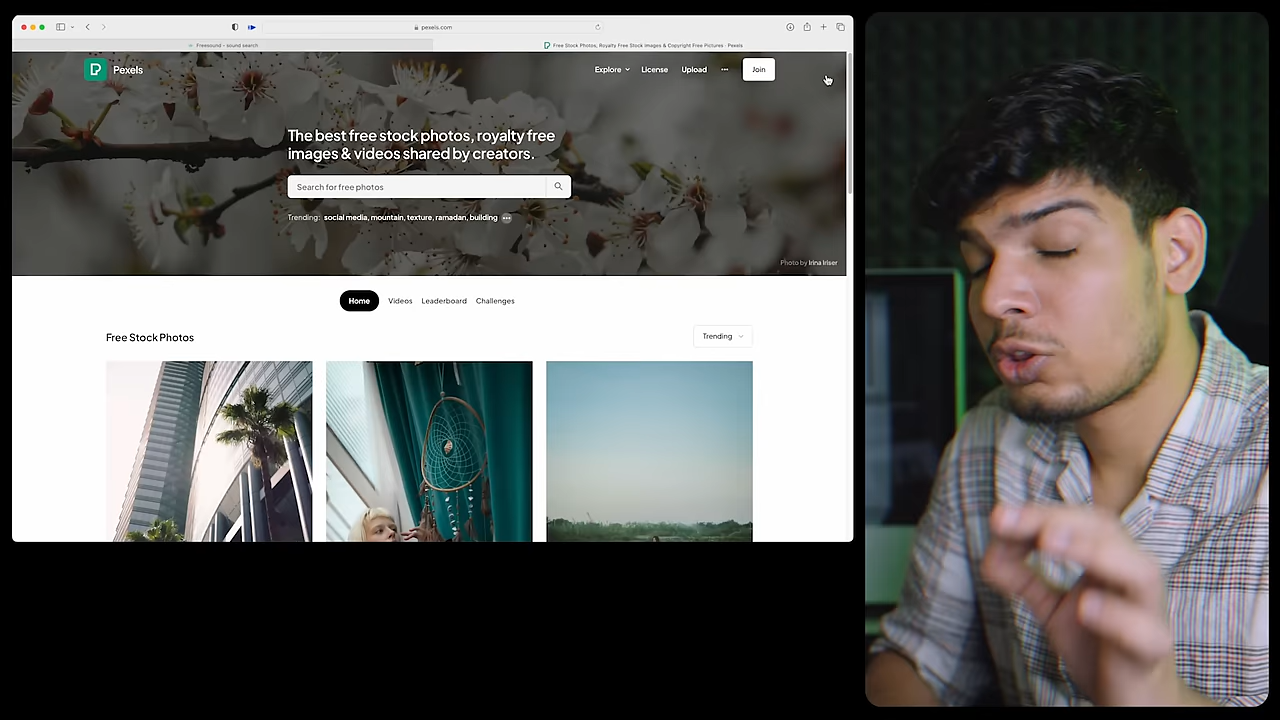 pexels.com
Freesound - sound search
Free Stock Photos, Royalty Free Stock Images & Copyright Free Pictures · Pexels
Pexels
Explore
License
Upload
Join
The best free stock photos, royalty free
images & videos shared by creators.
Search for free photos
Trending: social media, mountain, texture, ramadan, building
Photo by Irina Iriser
Home
Videos
Leaderboard
Challenges
Free Stock Photos
Trending